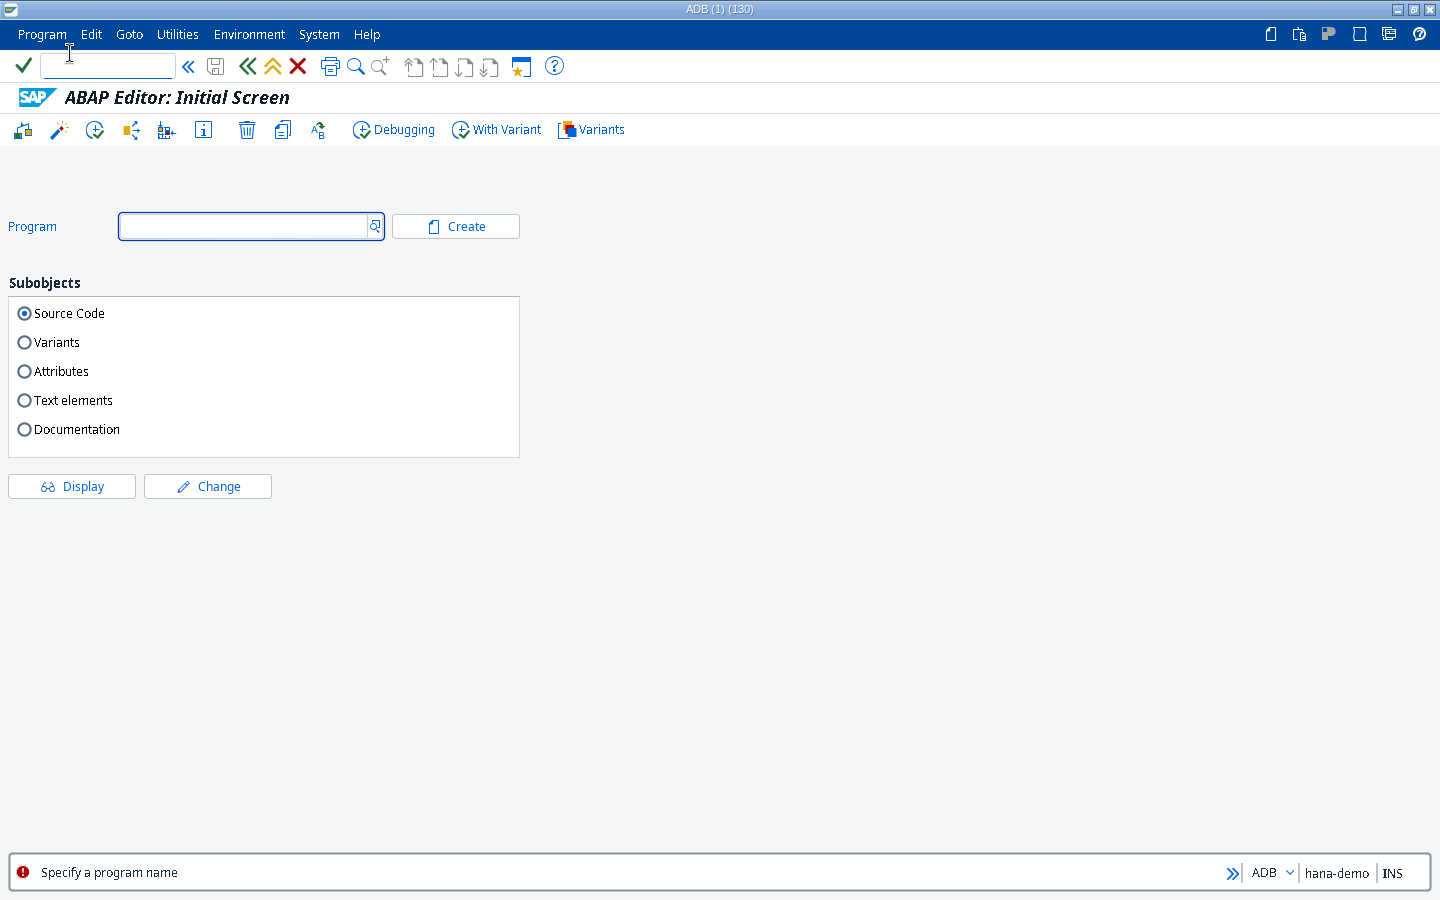 ADB (1) (130)
Program Edit Goto Utilities Environment System Help
SAP ABAP Editor: Initial Screen
Debugging With Variant Variants
Program Create
Subobjects
Source Code
Variants
Attributes
Text elements
Documentation
Display Change
Specify a program name ADB hana-demo INS